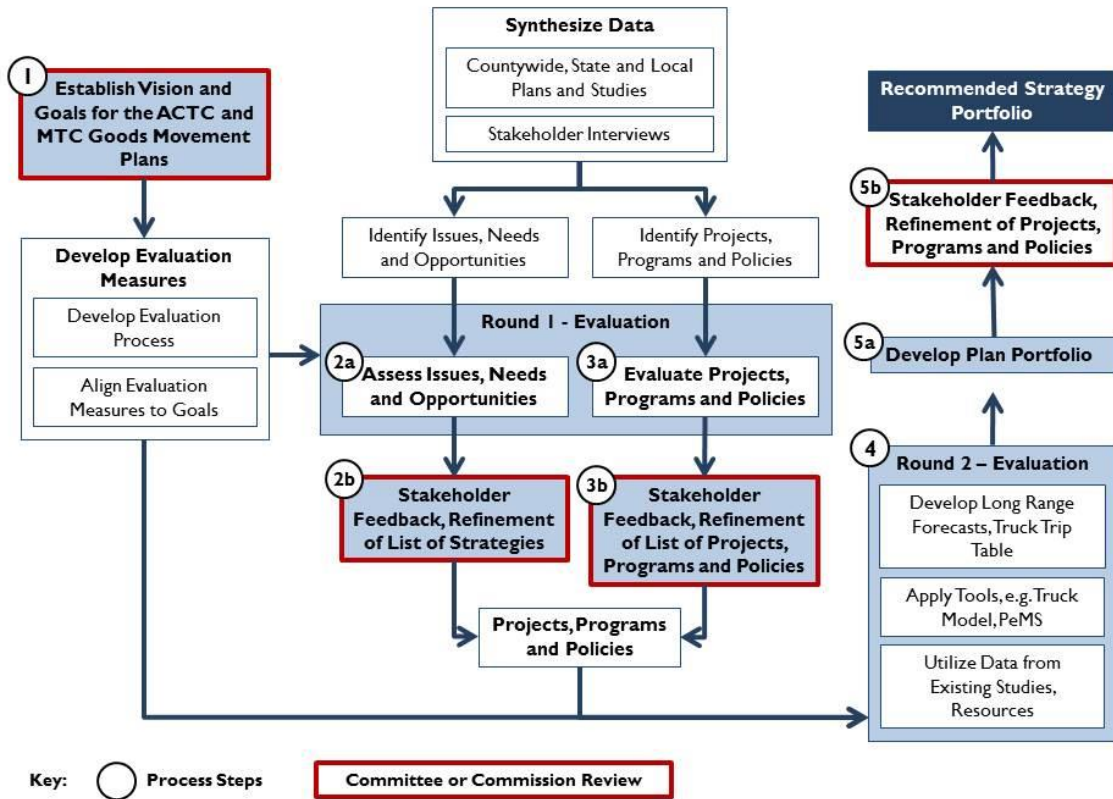 Synthesize Data
Countywide, State and Local
Plans and Studies
Stakeholder Interviews
1
Establish Vision and
Goals for the ACTC and
MTC Goods Movement
Plans
Recommended Strategy
Portfolio
5b
Stakeholder Feedback,
Refinement of Projects,
Programs and Policies
Identify Issues, Needs
and Opportunities
Identify Projects,
Programs and Policies
Develop Evaluation
Measures
Develop Evaluation
Process
Align Evaluation
Measures to Goals
Round 1 - Evaluation
2a
Assess Issues, Needs
and Opportunities
3a
Evaluate Projects,
Programs and Policies
5a
Develop Plan Portfolio
2b
Stakeholder
Feedback, Refinement
of List of Strategies
3b
Stakeholder
Feedback, Refinement
of List of Projects,
Programs and Policies
4
Round 2 – Evaluation
Develop Long Range
Forecasts, Truck Trip
Table
Apply Tools, e.g. Truck
Model, PeMS
Utilize Data from
Existing Studies,
Resources
Projects, Programs
and Policies
Key: Process Steps Committee or Commission Review